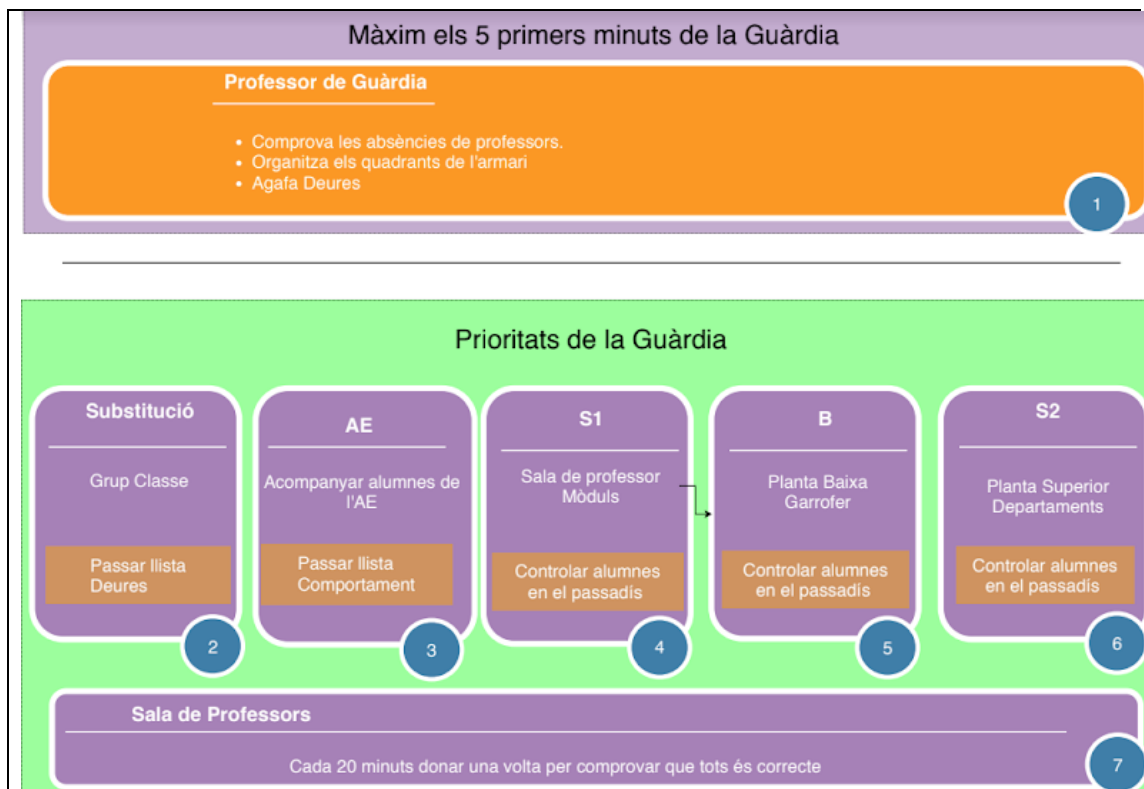 Màxim els 5 primers minuts de la Guàrdia
Professor de Guàrdia
• Comprova les absències de professors.
• Organitza els quadrants de l'armari
• Agafa Deures
1
Prioritats de la Guàrdia
Substitució
Grup Classe
Passar llista
Deures
2
AE
Acompanyar alumnes de
l'AE
Passar llista
Comportament
3
S1
Sala de professor
Mòduls
Controlar alumnes
en el passadís
4
B
Planta Baixa
Garrofer
Controlar alumnes
en el passadís
5
S2
Planta Superior
Departaments
Controlar alumnes
en el passadís
6
Sala de Professors
Cada 20 minuts donar una volta per comprovar que tots és correcte
7